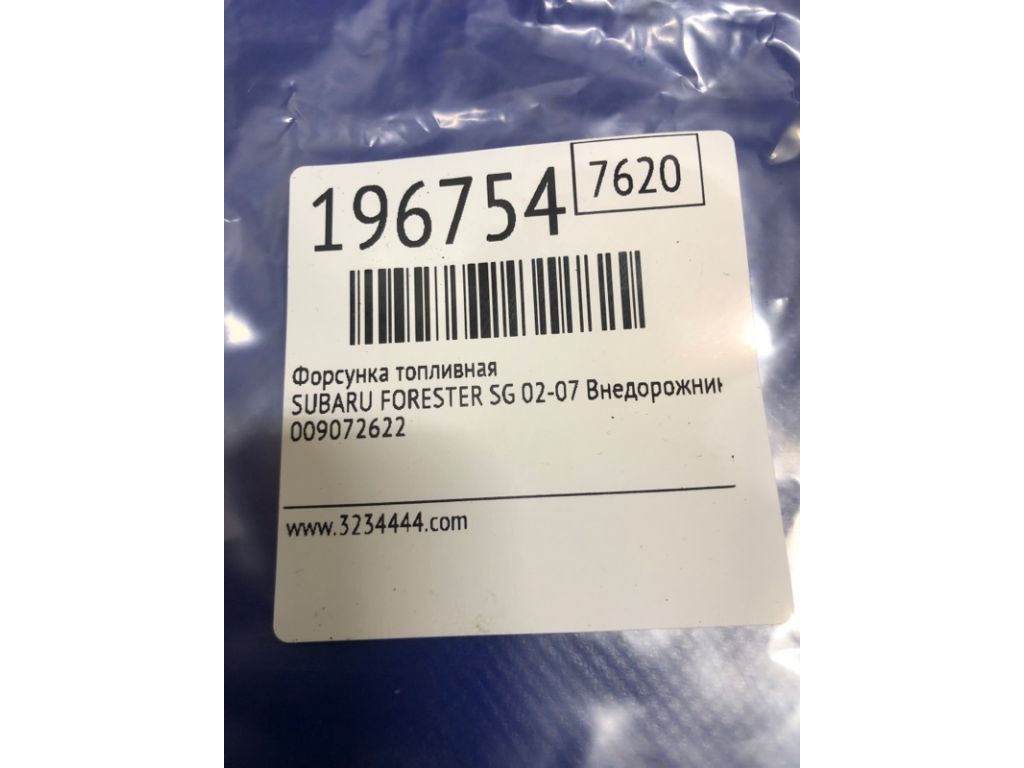 196754 7620
Форсунка топливная
SUBARU FORESTER SG 02-07 Внедорожник
009072622
www.3234444.com